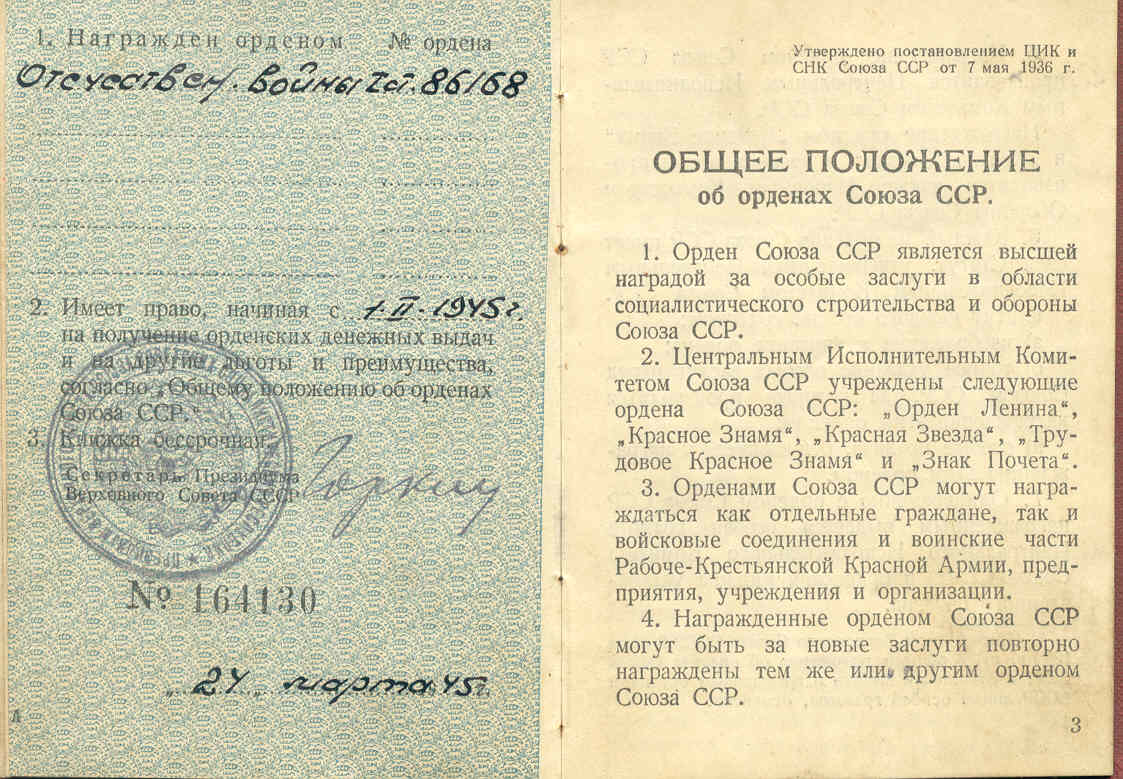 1. Награжден орденом № ордена
Отечествен. войны IIст. 86168
2. Имеет право, начиная с 1-II-1945г.
на получение орденских денежных выдач
и на другие льготы и преимущества,
согласно „Общему положению об орденах
Союза ССР.“
3. Книжка бессрочная.
Секретарь Президиума
Верховного Совета СССР Горкин
№ 164130
„24„ марта 45г.
Л
Утверждено постановлением ЦИК и
СНК Союза ССР от 7 мая 1936 г.
ОБЩЕЕ ПОЛОЖЕНИЕ
об орденах Союза ССР.
1. Орден Союза ССР является высшей
наградой за особые заслуги в области
социалистического строительства и обороны
Союза ССР.
2. Центральным Исполнительным Коми-
тетом Союза ССР учреждены следующие
ордена Союза ССР: „Орден Ленина“,
„Красное Знамя“, „Красная Звезда“, „Тру-
довое Красное Знамя“ и „Знак Почета“.
3. Орденами Союза ССР могут награ-
ждаться как отдельные граждане, так и
войсковые соединения и воинские части
Рабоче-Крестьянской Красной Армии, пред-
приятия, учреждения и организации.
4. Награжденные орденом Союза ССР
могут быть за новые заслуги повторно
награждены тем же или другим орденом
Союза ССР.
3